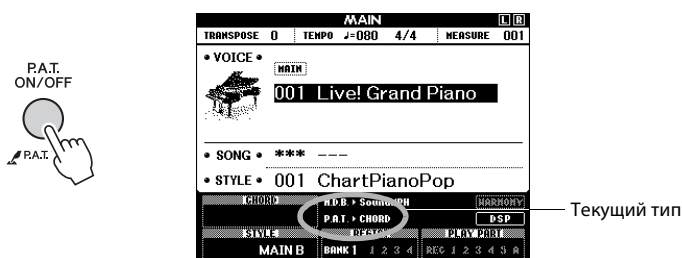 P.A.T.
ON/OFF
P.A.T.
MAIN L R
TRANSPOSE 0 TEMPO ♩=080 4/4 MEASURE 001
• VOICE •
MAIN
001 Live! Grand Piano
• SONG • *** ---
• STYLE • 001 ChartPianoPop
CHORD M.D.B. ▸ HARMONY
P.A.T. ▸ CHORD DSP
Текущий тип
STYLE PLAY PART
MAIN B BANK 1 1 2 3 4 REG 1 2 3 4 5 A